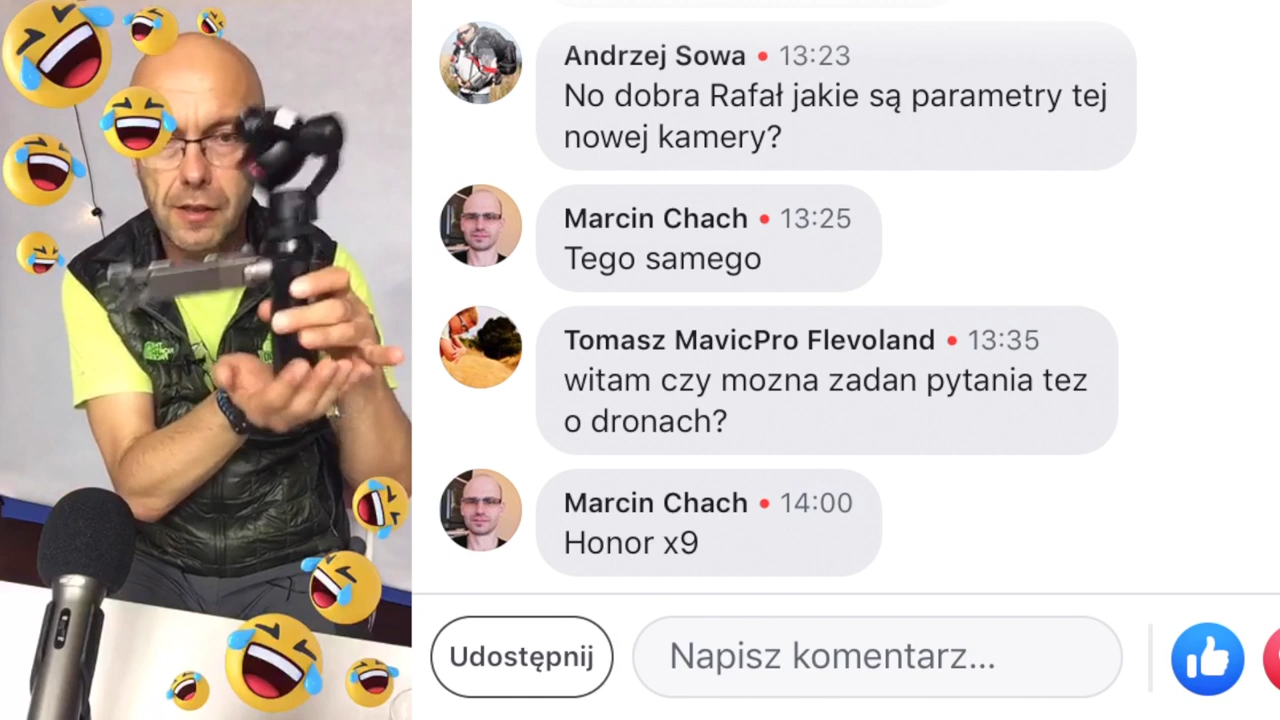 Andrzej Sowa • 13:23
No dobra Rafał jakie są parametry tej
nowej kamery?
Marcin Chach • 13:25
Tego samego
Tomasz MavicPro Flevoland • 13:35
witam czy mozna zadan pytania tez
o dronach?
Marcin Chach • 14:00
Honor x9
Udostępnij
Napisz komentarz...